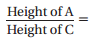 Height of A
Height of C =